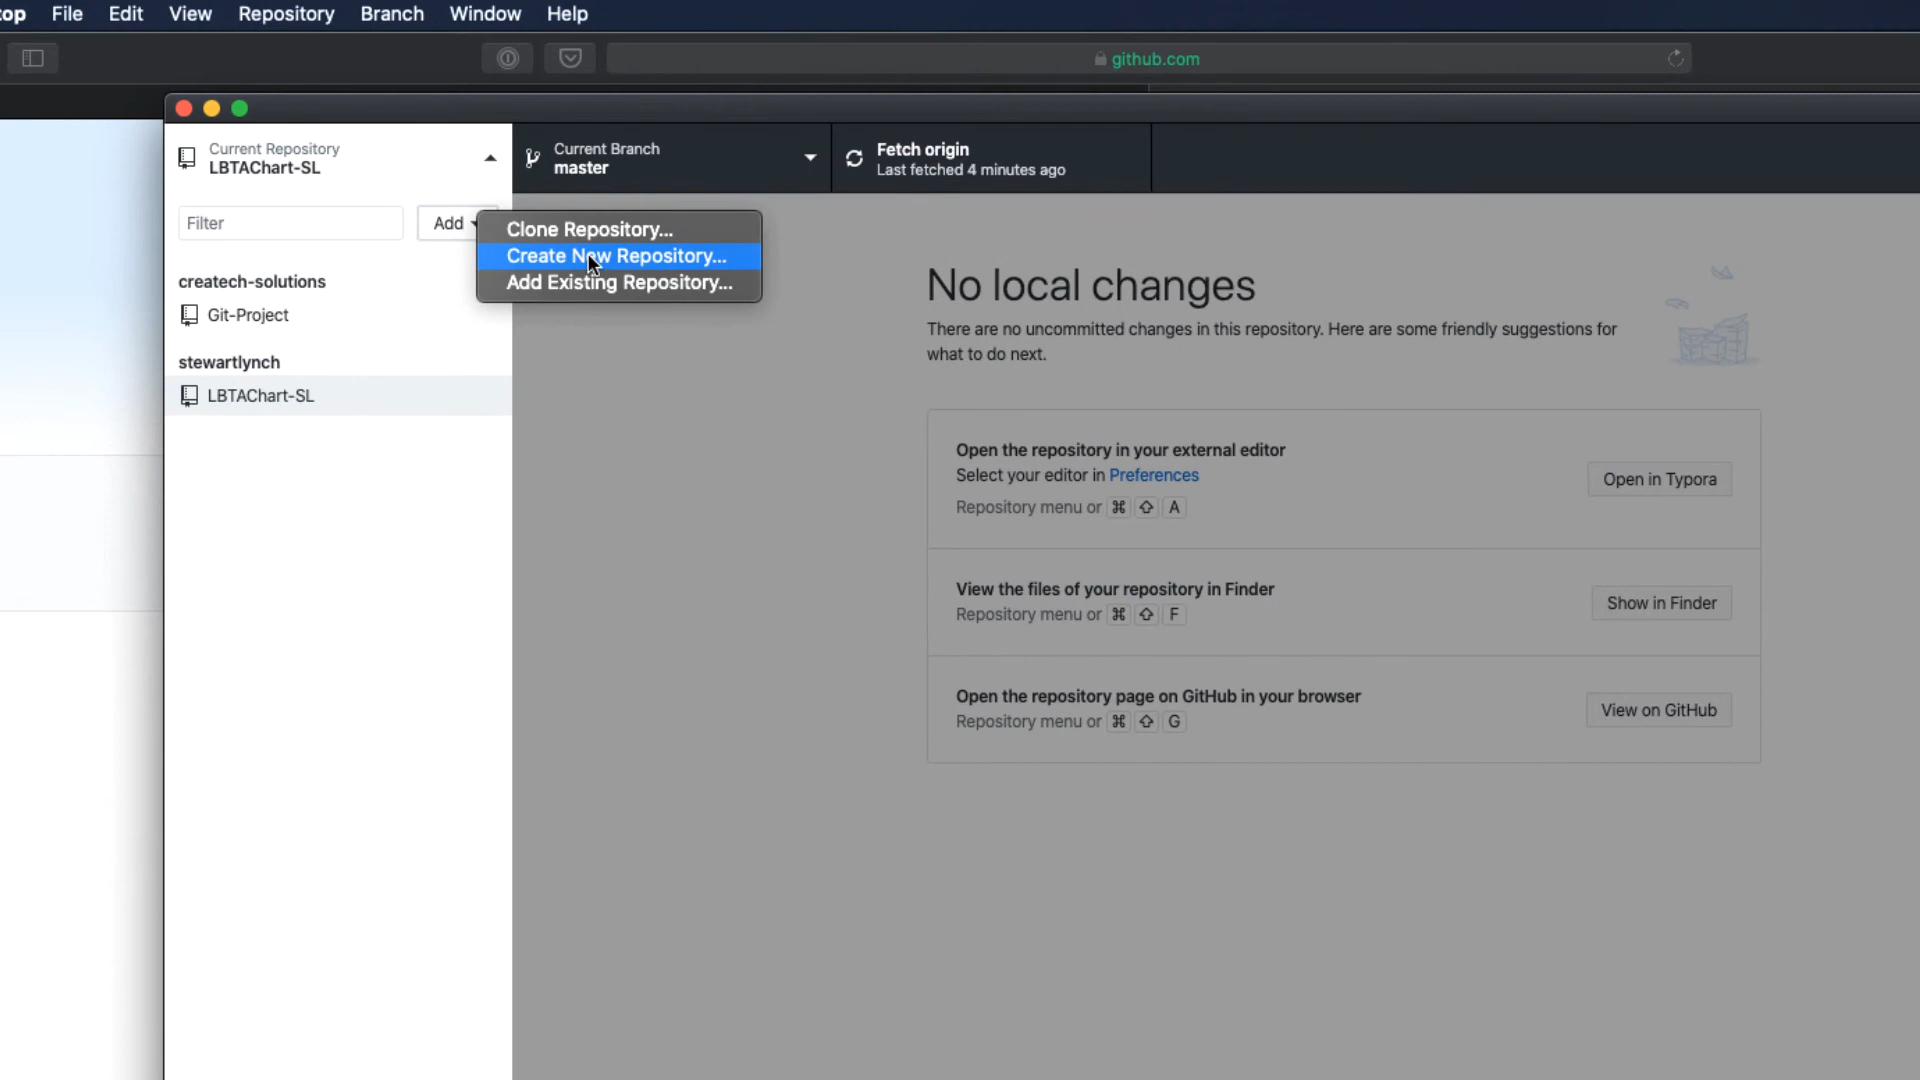 top File Edit View Repository Branch Window Help
github.com
Current Repository
LBTAChart-SL
Current Branch
master
Fetch origin
Last fetched 4 minutes ago
Filter
Add
Clone Repository...
Create New Repository...
Add Existing Repository...
createch-solutions
Git-Project
stewartlynch
LBTAChart-SL
No local changes
There are no uncommitted changes in this repository. Here are some friendly suggestions for
what to do next.
Open the repository in your external editor
Select your editor in Preferences
Repository menu or ⌘ ⇧ A
Open in Typora
View the files of your repository in Finder
Repository menu or ⌘ ⇧ F
Show in Finder
Open the repository page on GitHub in your browser
Repository menu or ⌘ ⇧ G
View on GitHub